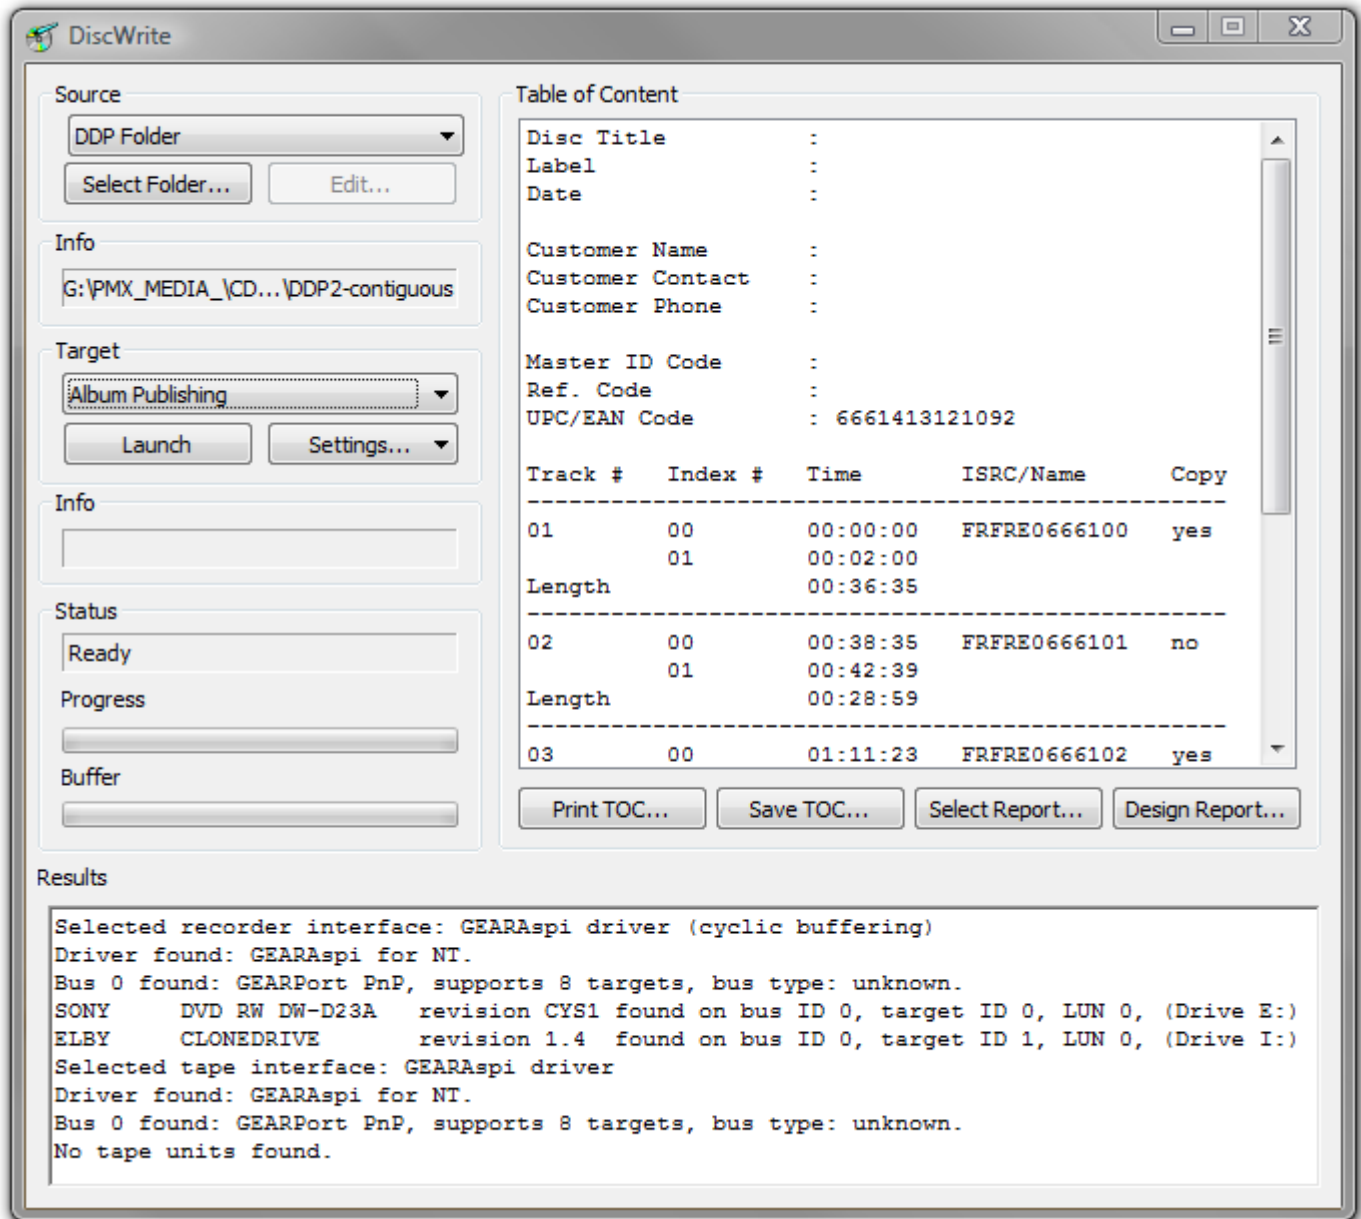 DiscWrite
Source
DDP Folder
Select Folder... Edit...
Info
G:\PMX_MEDIA_\CD...\DDP2-contiguous
Target
Album Publishing
Launch Settings...
Info
Status
Ready
Progress
Buffer
Table of Content
Disc Title :
Label :
Date :
Customer Name :
Customer Contact :
Customer Phone :
Master ID Code :
Ref. Code :
UPC/EAN Code : 6661413121092
Track # Index # Time ISRC/Name Copy
--------------------------------------------------
01 00 00:00:00 FRFRE0666100 yes
01 00:02:00
Length 00:36:35
--------------------------------------------------
02 00 00:38:35 FRFRE0666101 no
01 00:42:39
Length 00:28:59
--------------------------------------------------
03 00 01:11:23 FRFRE0666102 yes
Print TOC... Save TOC... Select Report... Design Report...
Results
Selected recorder interface: GEARAspi driver (cyclic buffering)
Driver found: GEARAspi for NT.
Bus 0 found: GEARPort PnP, supports 8 targets, bus type: unknown.
SONY DVD RW DW-D23A revision CYS1 found on bus ID 0, target ID 0, LUN 0, (Drive E:)
ELBY CLONEDRIVE revision 1.4 found on bus ID 0, target ID 1, LUN 0, (Drive I:)
Selected tape interface: GEARAspi driver
Driver found: GEARAspi for NT.
Bus 0 found: GEARPort PnP, supports 8 targets, bus type: unknown.
No tape units found.